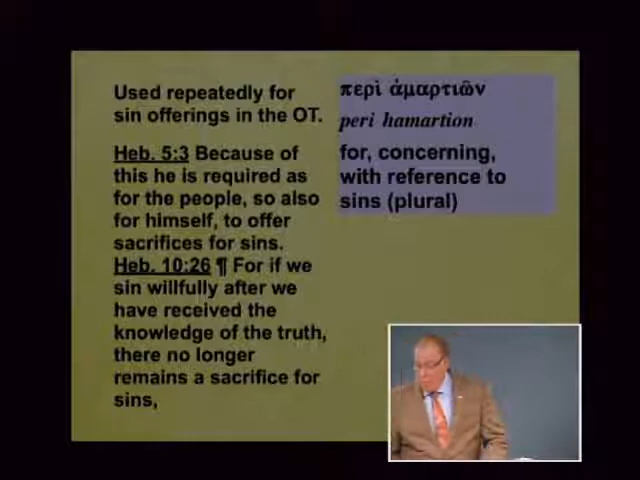 Used repeatedly for
sin offerings in the OT.
Heb. 5:3 Because of
this he is required as
for the people, so also
for himself, to offer
sacrifices for sins.
Heb. 10:26 ¶ For if we
sin willfully after we
have received the
knowledge of the truth,
there no longer
remains a sacrifice for
sins,
περὶ ἁμαρτιῶν
peri hamartion
for, concerning,
with reference to
sins (plural)